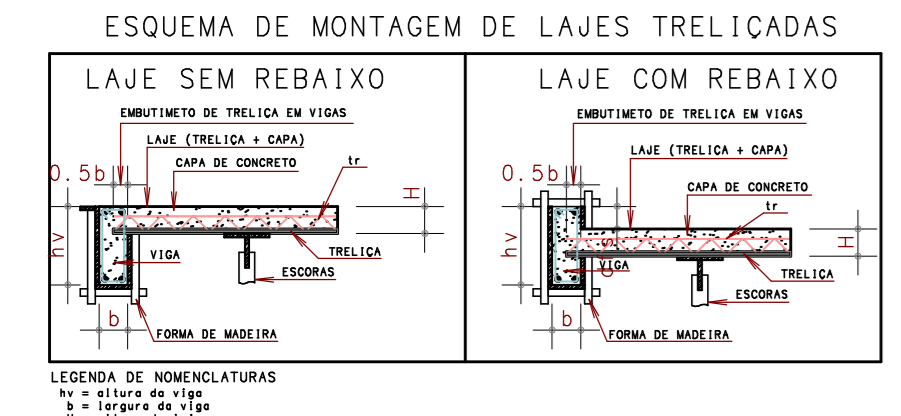 ESQUEMA DE MONTAGEM DE LAJES TRELIÇADAS
LAJE SEM REBAIXO
EMBUTIMETO DE TRELIÇA EM VIGAS
LAJE (TRELIÇA + CAPA)
0.5b
CAPA DE CONCRETO
tr
H
hv
VIGA
TRELIÇA
ESCORAS
b
FORMA DE MADEIRA
LAJE COM REBAIXO
EMBUTIMETO DE TRELIÇA EM VIGAS
LAJE (TRELIÇA + CAPA)
0.5b
CAPA DE CONCRETO
tr
hv
H
VIGA
TRELIÇA
ESCORAS
b
FORMA DE MADEIRA
LEGENDA DE NOMENCLATURAS
hv = altura da viga
b = largura da viga